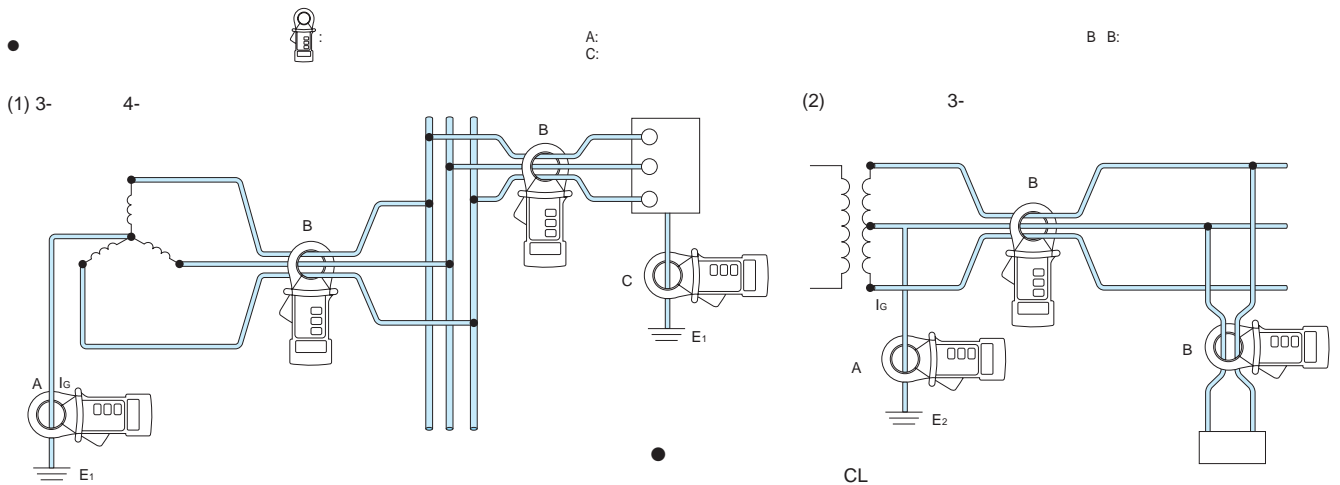 ● : A: B B:
C:
(1) 3- 4-
(2) 3-
B
B
C
E1
A IG
E1
B
IG
A
B
E2
● CL